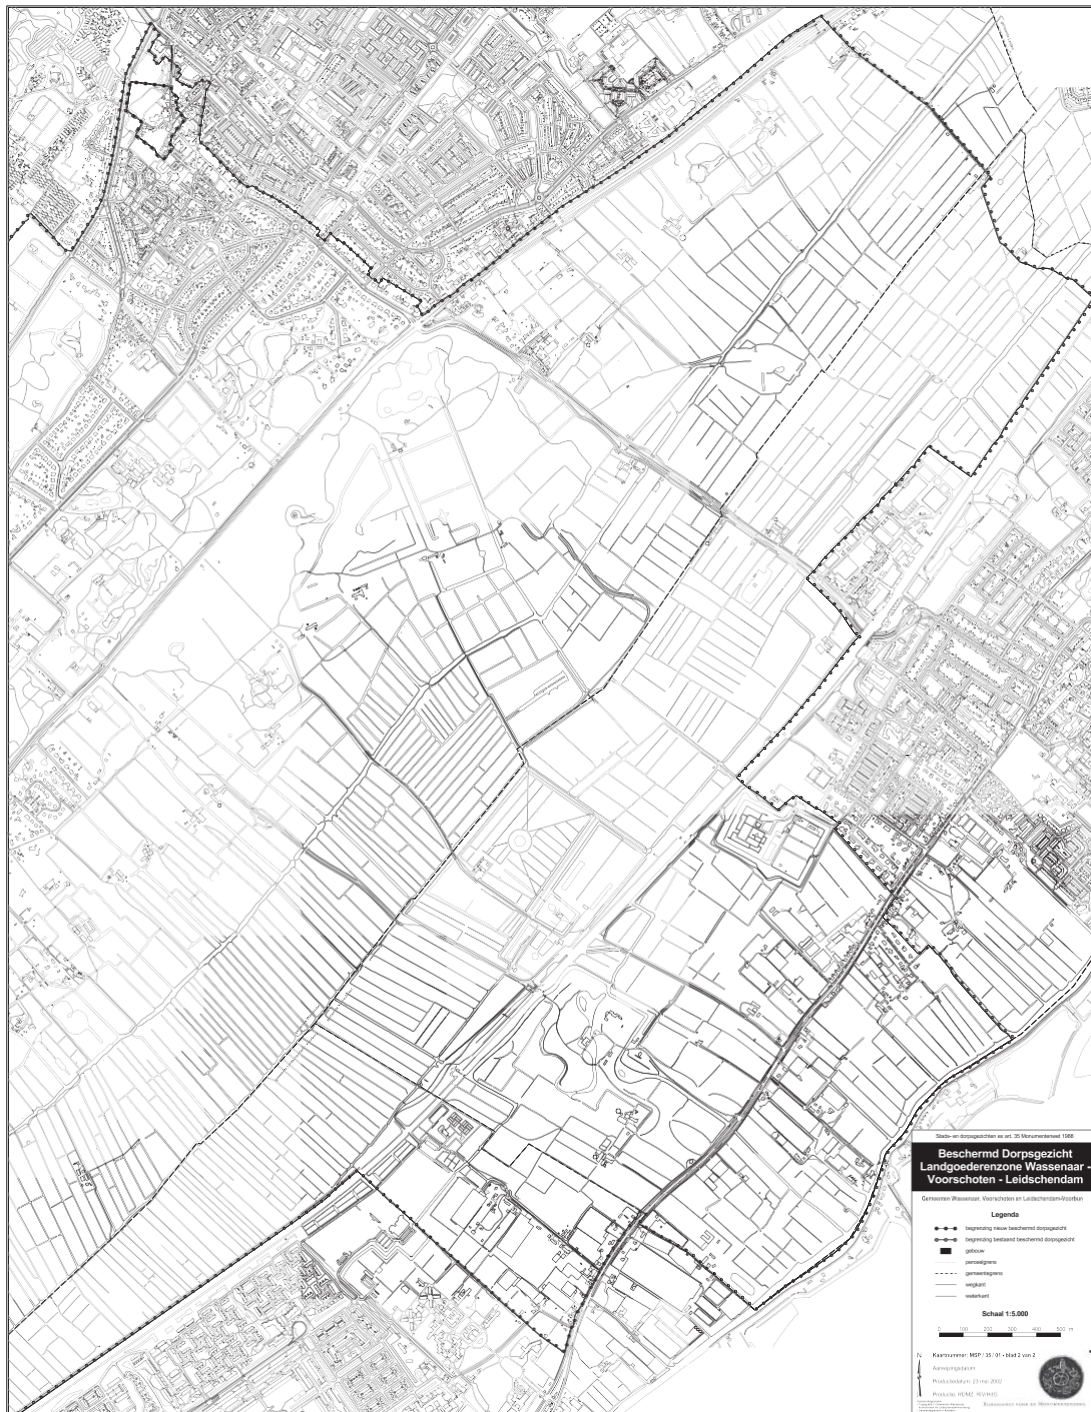 Stads- en dorpsgezichten ex art. 35 Monumentenwet 1988
Beschermd Dorpsgezicht
Landgoederenzone Wassenaar -
Voorschoten - Leidschendam
Gemeenten Wassenaar, Voorschoten en Leidschendam-Voorburg
Legenda
begrenzing nieuw beschermd dorpsgezicht
begrenzing bestaand beschermd dorpsgezicht
gebouw
perceelgrens
gemeentegrens
wegkant
waterkant
Schaal 1:5.000
0 100 200 300 400 500 m
N
Kaartnummer: MSP / 35 / 01 - blad 2 van 2
Aanwijzingsdatum:
Productiedatum: 23 mei 2002
Productie: RDMZ,